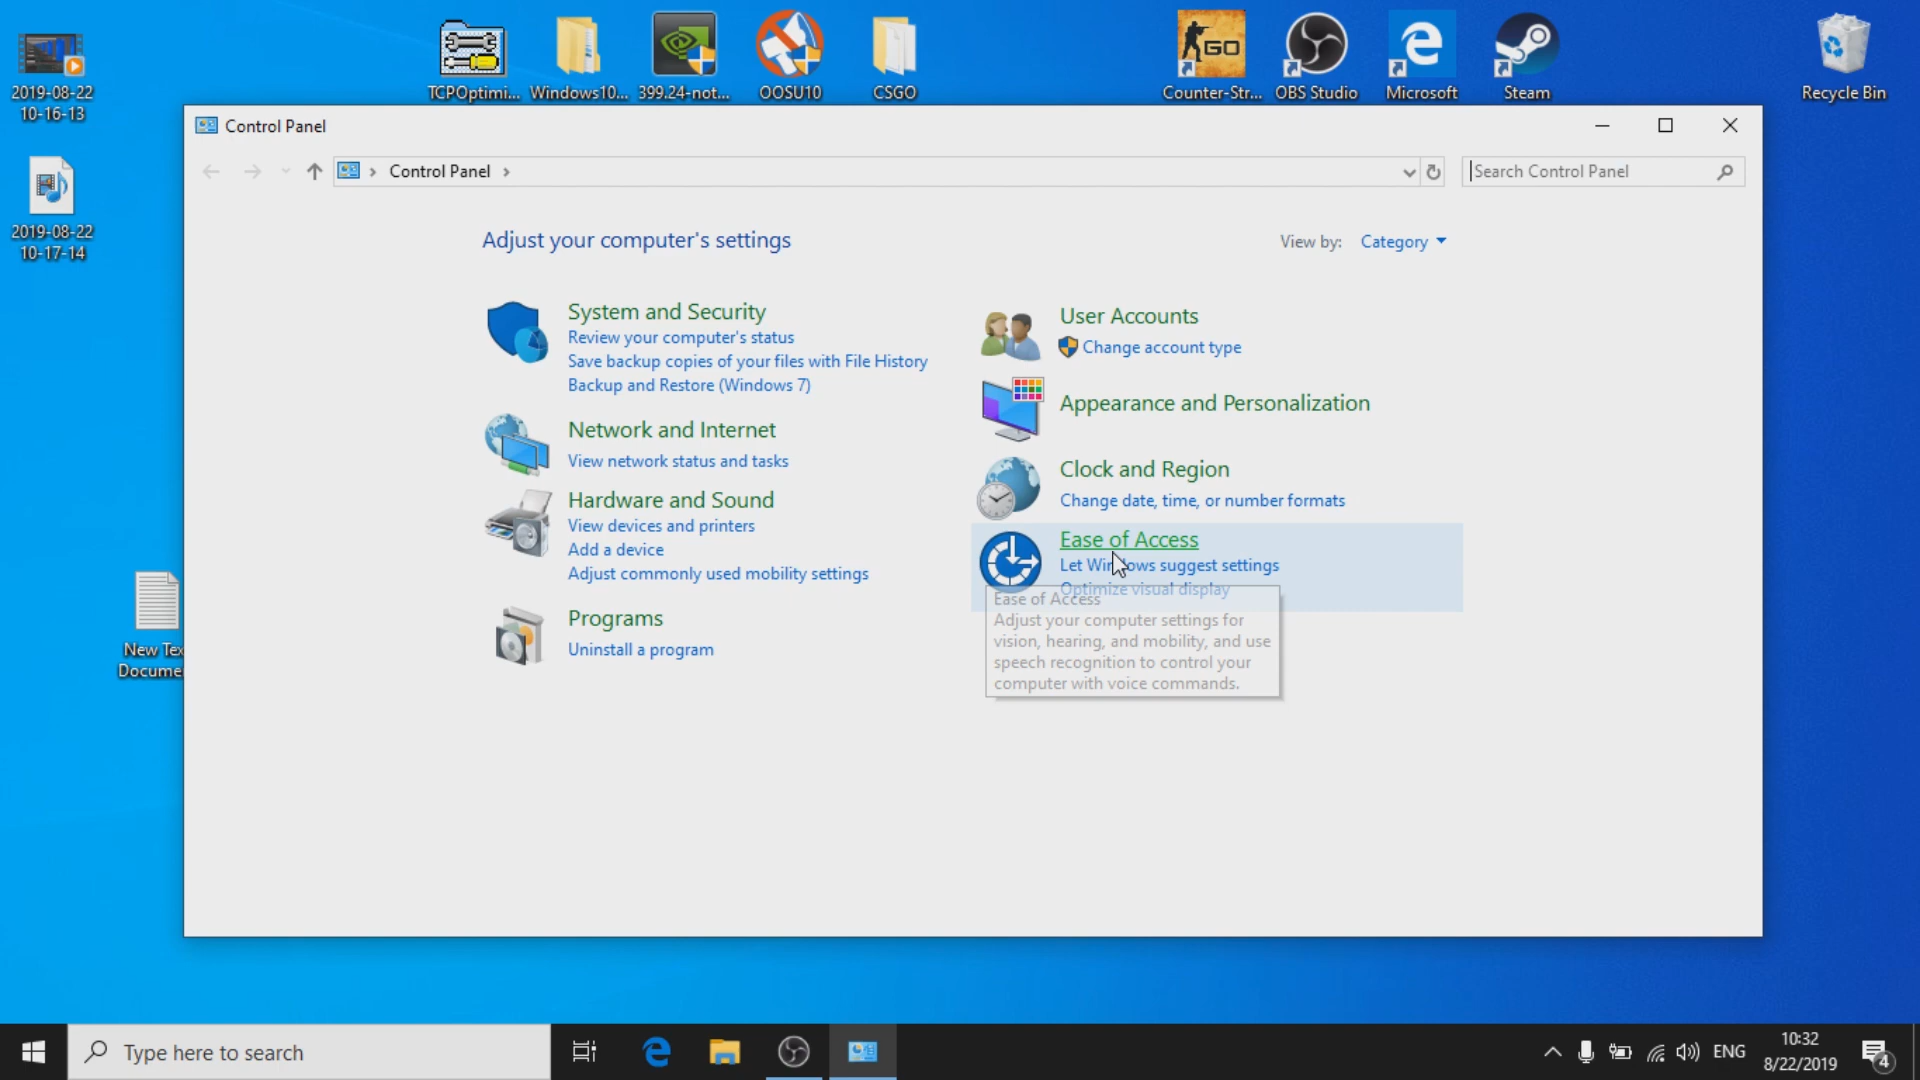 2019-08-22
10-16-13
2019-08-22
10-17-14
TCPOptimi...
Windows10...
399.24-not...
OOSU10
CSGO
GO
Counter-Str...
OBS Studio
Microsoft
Steam
Recycle Bin
New Tex
Documen
Control Panel
Control Panel
Search Control Panel
Adjust your computer's settings
View by: Category
System and Security
Review your computer's status
Save backup copies of your files with File History
Backup and Restore (Windows 7)
Network and Internet
View network status and tasks
Hardware and Sound
View devices and printers
Add a device
Adjust commonly used mobility settings
Programs
Uninstall a program
User Accounts
Change account type
Appearance and Personalization
Clock and Region
Change date, time, or number formats
Ease of Access
Let Windows suggest settings
Optimize visual display
Ease of Access
Adjust your computer settings for
vision, hearing, and mobility, and use
speech recognition to control your
computer with voice commands.
Type here to search
ENG
10:32
8/22/2019
4